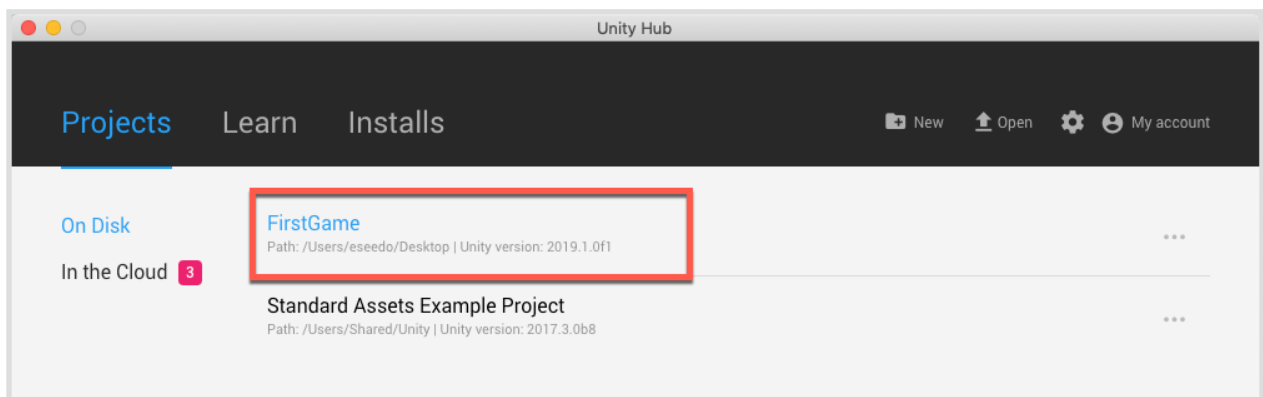 Unity Hub
Projects Learn Installs New Open My account
On Disk
In the Cloud 3
FirstGame
Path: /Users/eseedo/Desktop | Unity version: 2019.1.0f1
Standard Assets Example Project
Path: /Users/Shared/Unity | Unity version: 2017.3.0b8